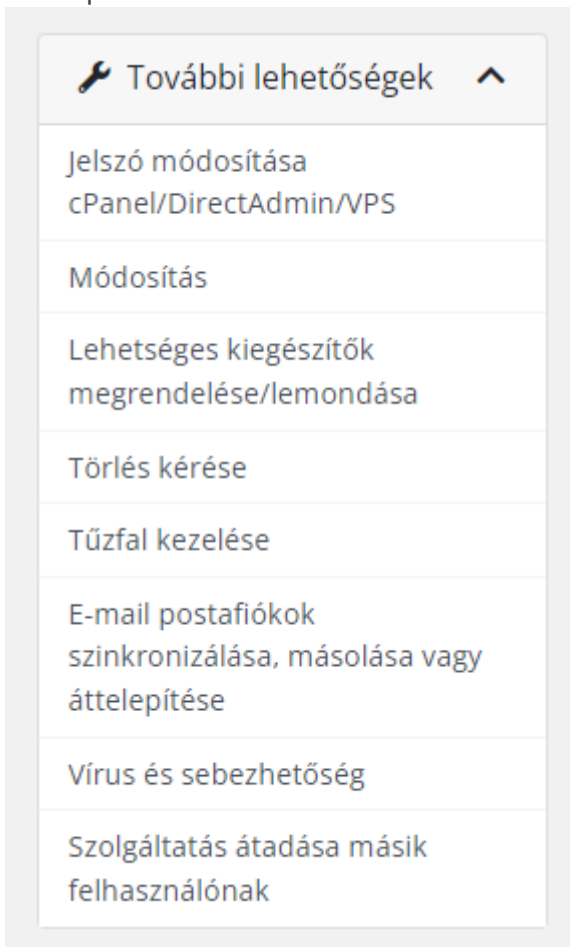 További lehetőségek
Jelszó módosítása
cPanel/DirectAdmin/VPS
Módosítás
Lehetséges kiegészítők
megrendelése/lemondása
Törlés kérése
Tűzfal kezelése
E-mail postafiókok
szinkronizálása, másolása vagy
áttelepítése
Vírus és sebezhetőség
Szolgáltatás átadása másik
felhasználónak